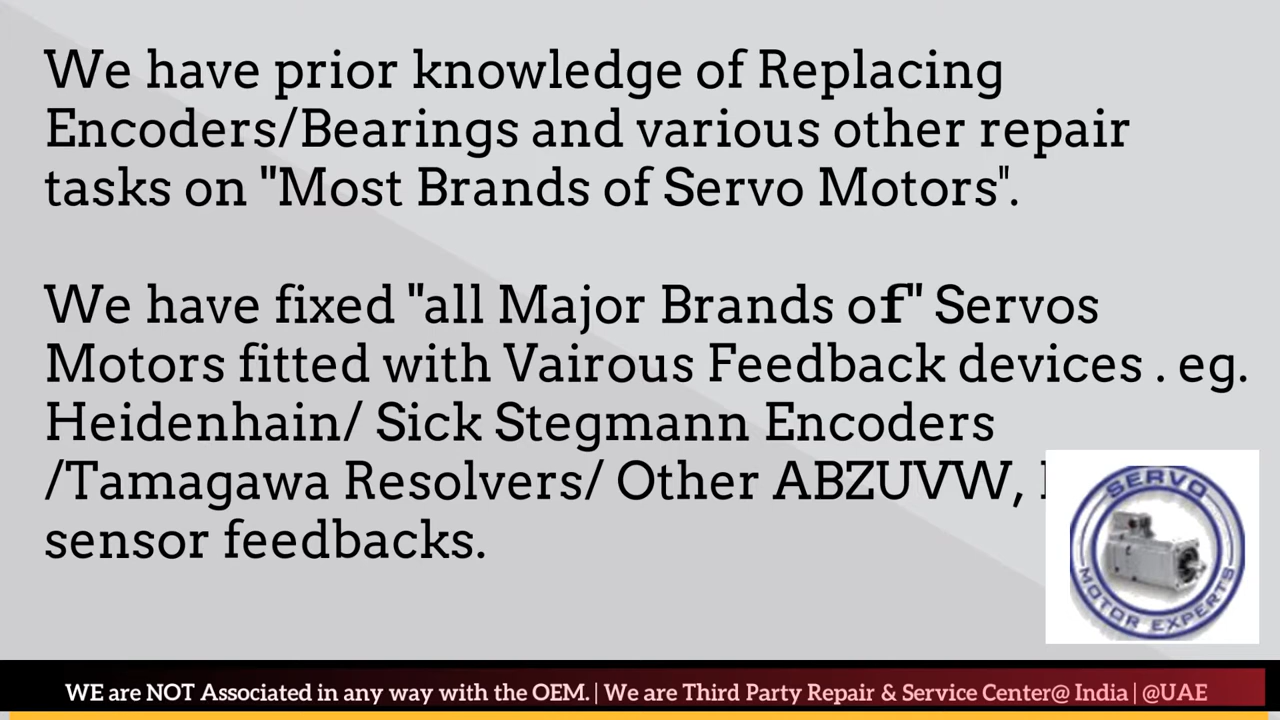 We have prior knowledge of Replacing
Encoders/Bearings and various other repair
tasks on "Most Brands of Servo Motors".
We have fixed "all Major Brands of" Servos
Motors fitted with Vairous Feedback devices . eg.
Heidenhain/ Sick Stegmann Encoders
/Tamagawa Resolvers/ Other ABZUVW,
sensor feedbacks.
SERVO
MOTOR EXPERTS
WE are NOT Associated in any way with the OEM. | We are Third Party Repair & Service Center@ India | @UAE